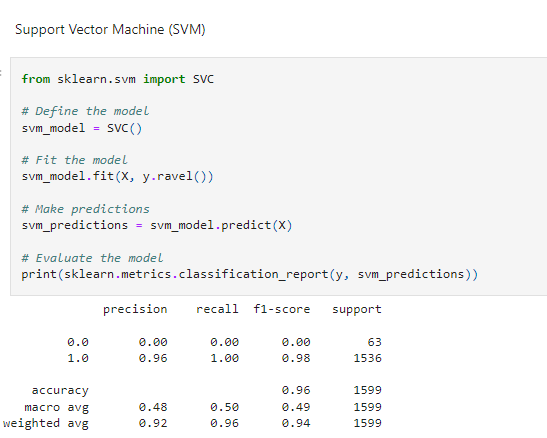 Support Vector Machine (SVM)
from sklearn.svm import SVC
# Define the model
svm_model = SVC()
# Fit the model
svm_model.fit(X, y.ravel())
# Make predictions
svm_predictions = svm_model.predict(X)
# Evaluate the model
print(sklearn.metrics.classification_report(y, svm_predictions))
precision recall f1-score support
0.0 0.00 0.00 0.00 63
1.0 0.96 1.00 0.98 1536
accuracy 0.96 1599
macro avg 0.48 0.50 0.49 1599
weighted avg 0.92 0.96 0.94 1599